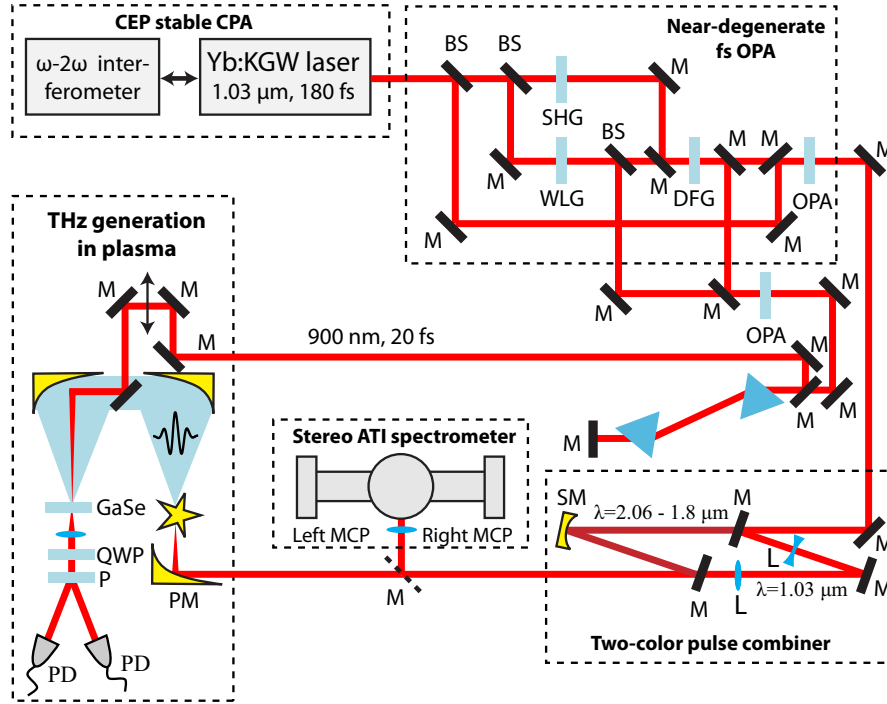 CEP stable CPA
ω-2ω inter-
ferometer
Yb:KGW laser
1.03 μm, 180 fs
Near-degenerate
fs OPA
BS
BS
M
SHG
BS
M
M
M
WLG
M
DFG
OPA
M
M
M
THz generation
in plasma
M
M
M
M
OPA
M
900 nm, 20 fs
M
M
M
M
Stereo ATI spectrometer
Left MCP
Right MCP
GaSe
QWP
P
PM
M
PD
PD
SM
λ=2.06 - 1.8 μm
M
L
M
M
L
λ=1.03 μm
M
Two-color pulse combiner